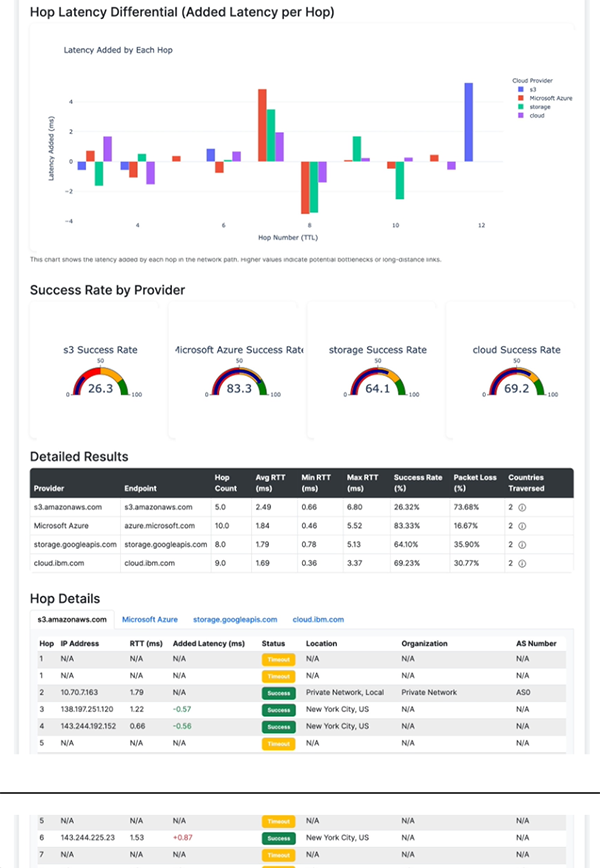 Hop Latency Differential (Added Latency per Hop)
Latency Added by Each Hop
Cloud Provider
s3
Microsoft Azure
storage
cloud
Latency Added (ms)
4
2
0
−2
−4
4
6
8
10
12
Hop Number (TTL)
This chart shows the latency added by each hop in the network path. Higher values indicate potential bottlenecks or long-distance links.
Success Rate by Provider
s3 Success Rate
50
0
100
26.3
Microsoft Azure Success Rate
50
0
100
83.3
storage Success Rate
50
0
100
64.1
cloud Success Rate
50
0
100
69.2
Detailed Results
Provider Endpoint Hop Count Avg RTT (ms) Min RTT (ms) Max RTT (ms) Success Rate (%) Packet Loss (%) Countries Traversed
s3.amazonaws.com s3.amazonaws.com 5.0 2.49 0.66 6.80 26.32% 73.68% 2
Microsoft Azure azure.microsoft.com 10.0 1.84 0.46 5.52 83.33% 16.67% 2
storage.googleapis.com storage.googleapis.com 8.0 1.79 0.78 5.13 64.10% 35.90% 2
cloud.ibm.com cloud.ibm.com 9.0 1.69 0.36 3.37 69.23% 30.77% 2
Hop Details
s3.amazonaws.com Microsoft Azure storage.googleapis.com cloud.ibm.com
Hop IP Address RTT (ms) Added Latency (ms) Status Location Organization AS Number
1 N/A N/A N/A Timeout N/A N/A N/A
1 N/A N/A N/A Timeout N/A N/A N/A
2 10.70.7.163 1.79 N/A Success Private Network, Local Private Network AS0
3 138.197.251.120 1.22 -0.57 Success New York City, US N/A N/A
4 143.244.192.152 0.66 -0.56 Success New York City, US N/A N/A
5 N/A N/A N/A Timeout N/A N/A N/A
5 N/A N/A N/A Timeout N/A N/A N/A
6 143.244.225.23 1.53 +0.87 Success New York City, US N/A N/A
7 N/A N/A N/A Timeout N/A N/A N/A